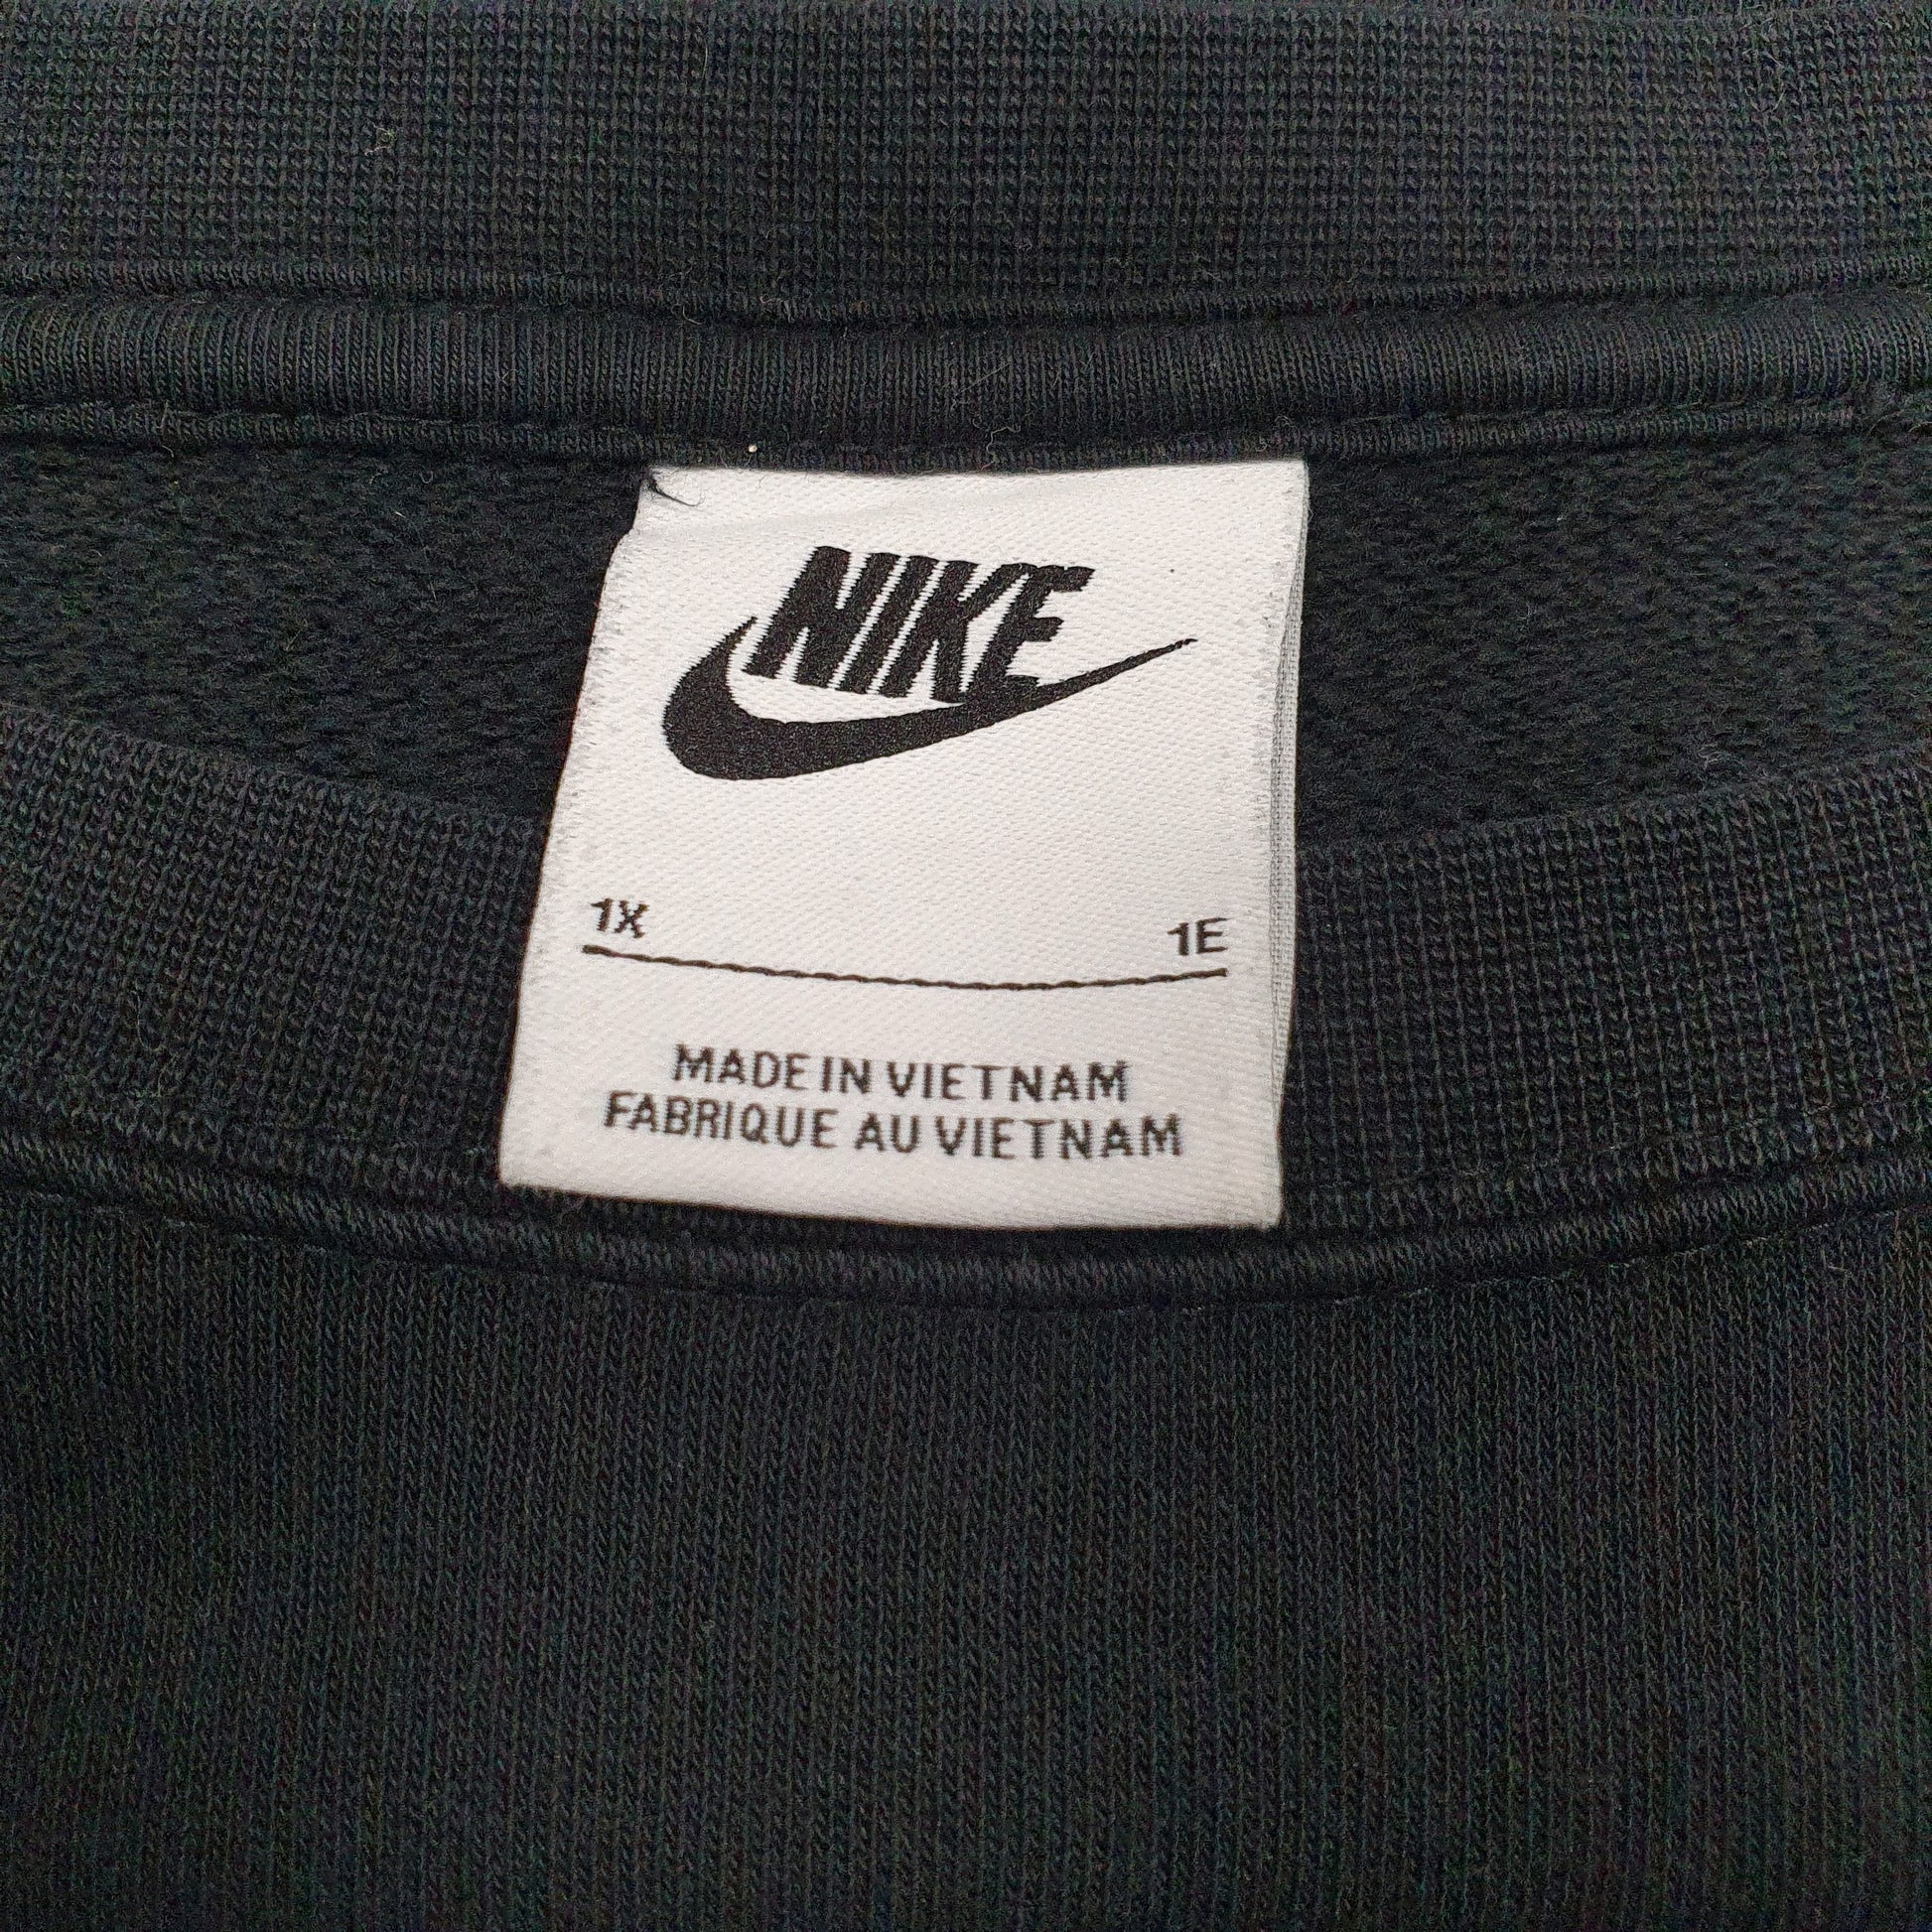 NIKE
1X 1E
MADE IN VIETNAM
FABRIQUE AU VIETNAM